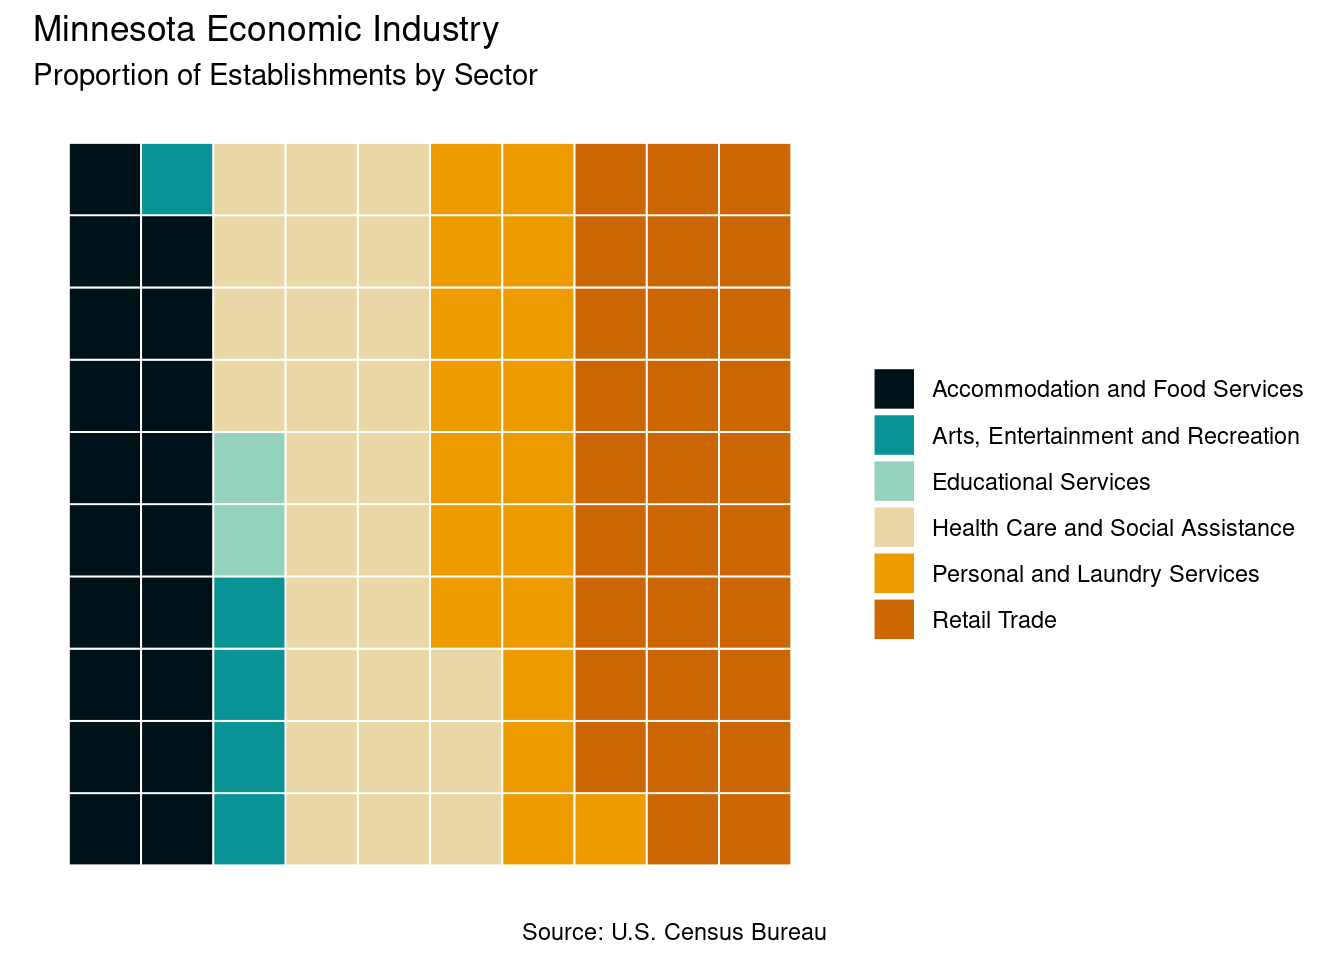 Minnesota Economic Industry
Proportion of Establishments by Sector
Accommodation and Food Services
Arts, Entertainment and Recreation
Educational Services
Health Care and Social Assistance
Personal and Laundry Services
Retail Trade
Source: U.S. Census Bureau